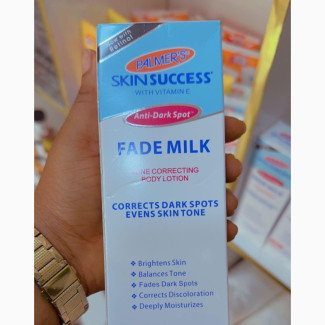 now with
Retinol
PALMER'S
SKIN SUCCESS
WITH VITAMIN E
Anti-Dark Spot
FADE MILK
TONE CORRECTING
BODY LOTION
CORRECTS DARK SPOTS
EVENS SKIN TONE
Brightens Skin
Balances Tone
Fades Dark Spots
Corrects Discoloration
Deeply Moisturizes